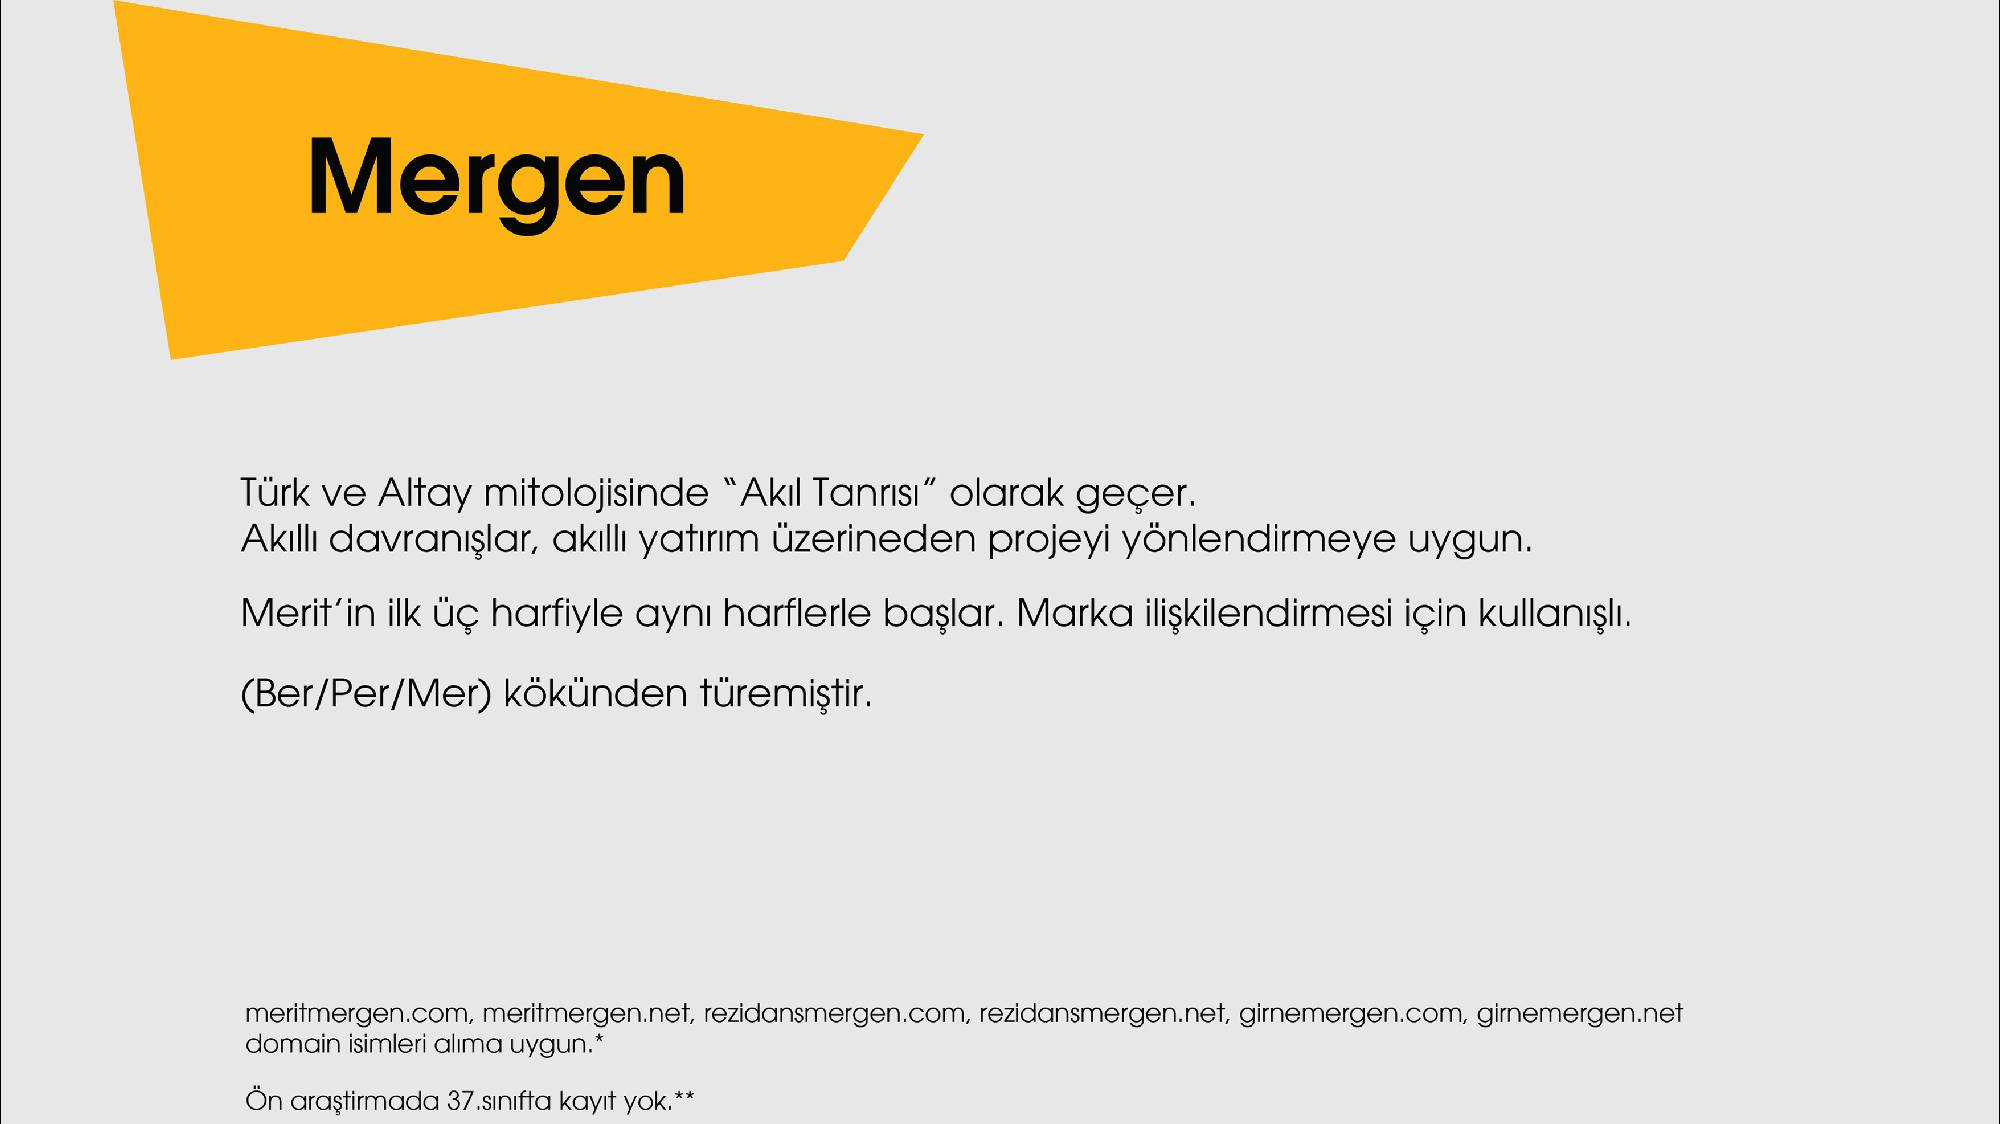 Mergen
Türk ve Altay mitolojisinde “Akıl Tanrısı” olarak geçer.
Akıllı davranışlar, akıllı yatırım üzerineden projeyi yönlendirmeye uygun.
Merit’in ilk üç harfiyle aynı harflerle başlar. Marka ilişkilendirmesi için kullanışlı.
(Ber/Per/Mer) kökünden türemiştir.
meritmergen.com, meritmergen.net, rezidansmergen.com, rezidansmergen.net, girnemergen.com, girnemergen.net
domain isimleri alıma uygun.*
Ön araştirmada 37.sınıfta kayıt yok.**